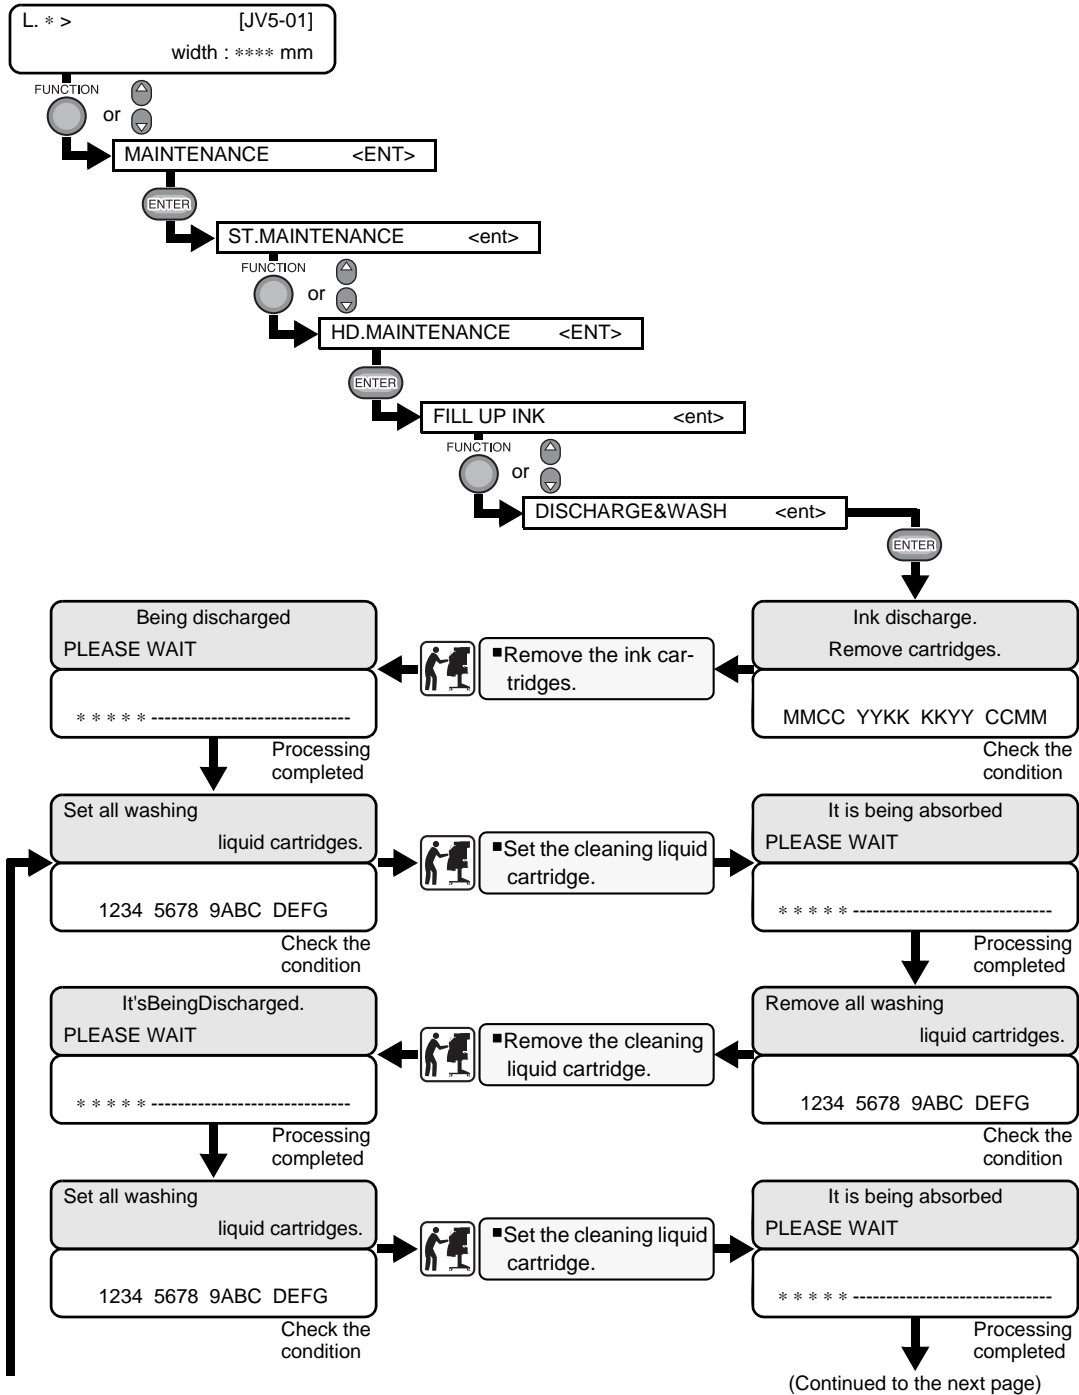 L. * > [JV5-01]
width : **** mm
FUNCTION
or
MAINTENANCE <ENT>
ENTER
ST.MAINTENANCE <ent>
FUNCTION
or
HD.MAINTENANCE <ENT>
ENTER
FILL UP INK <ent>
FUNCTION
or
DISCHARGE&WASH <ent>
ENTER
Ink discharge.
Remove cartridges.
MMCC YYKK KKYY CCMM
Check the
condition
■Remove the ink car-
tridges.
Being discharged
PLEASE WAIT
* * * * * ------------------------------
Processing
completed
Set all washing
liquid cartridges.
1234 5678 9ABC DEFG
Check the
condition
■Set the cleaning liquid
cartridge.
It is being absorbed
PLEASE WAIT
* * * * * ------------------------------
Processing
completed
Remove all washing
liquid cartridges.
1234 5678 9ABC DEFG
Check the
condition
■Remove the cleaning
liquid cartridge.
It'sBeingDischarged.
PLEASE WAIT
* * * * * ------------------------------
Processing
completed
Set all washing
liquid cartridges.
1234 5678 9ABC DEFG
Check the
condition
■Set the cleaning liquid
cartridge.
It is being absorbed
PLEASE WAIT
* * * * * ------------------------------
Processing
completed
(Continued to the next page)